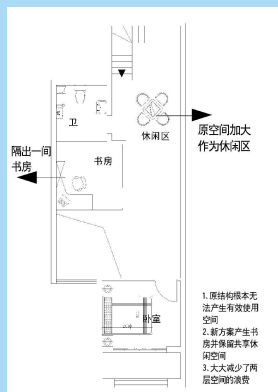 卫
休闲区
原空间加大
作为休闲区
隔出一间
书房
书房
卧室
1.原结构根本无
法产生有效使用
空间
2.新方案产生书
房并保留共享休
闲空间
3.大大减少了两
层空间的浪费